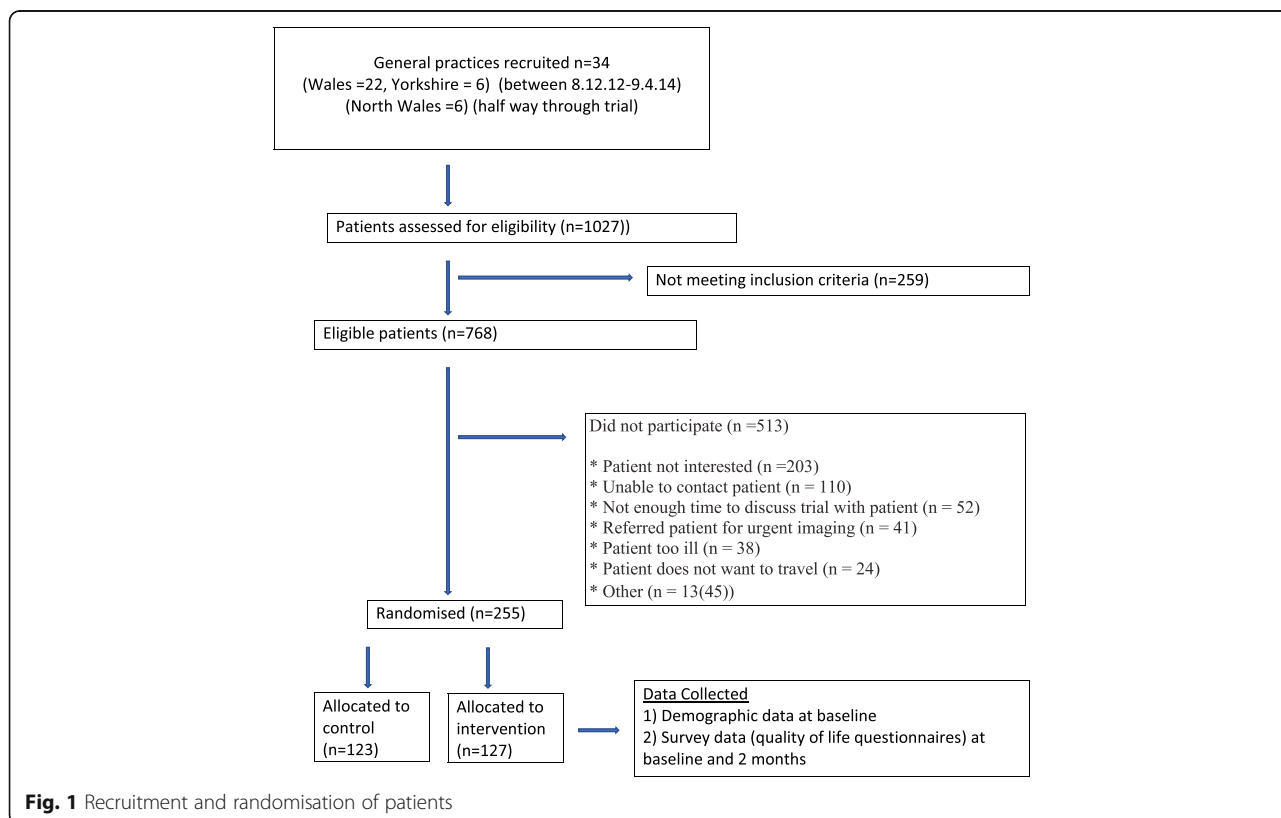 General practices recruited n=34
(Wales =22, Yorkshire = 6) (between 8.12.12-9.4.14)
(North Wales =6) (half way through trial)
Patients assessed for eligibility (n=1027))
Not meeting inclusion criteria (n=259)
Eligible patients (n=768)
Did not participate (n =513)
* Patient not interested (n =203)
* Unable to contact patient (n = 110)
* Not enough time to discuss trial with patient (n = 52)
* Referred patient for urgent imaging (n = 41)
* Patient too ill (n = 38)
* Patient does not want to travel (n = 24)
* Other (n = 13(45))
Randomised (n=255)
Allocated to
control
(n=123)
Allocated to
intervention
(n=127)
Data Collected
1) Demographic data at baseline
2) Survey data (quality of life questionnaires) at
baseline and 2 months
Fig. 1 Recruitment and randomisation of patients